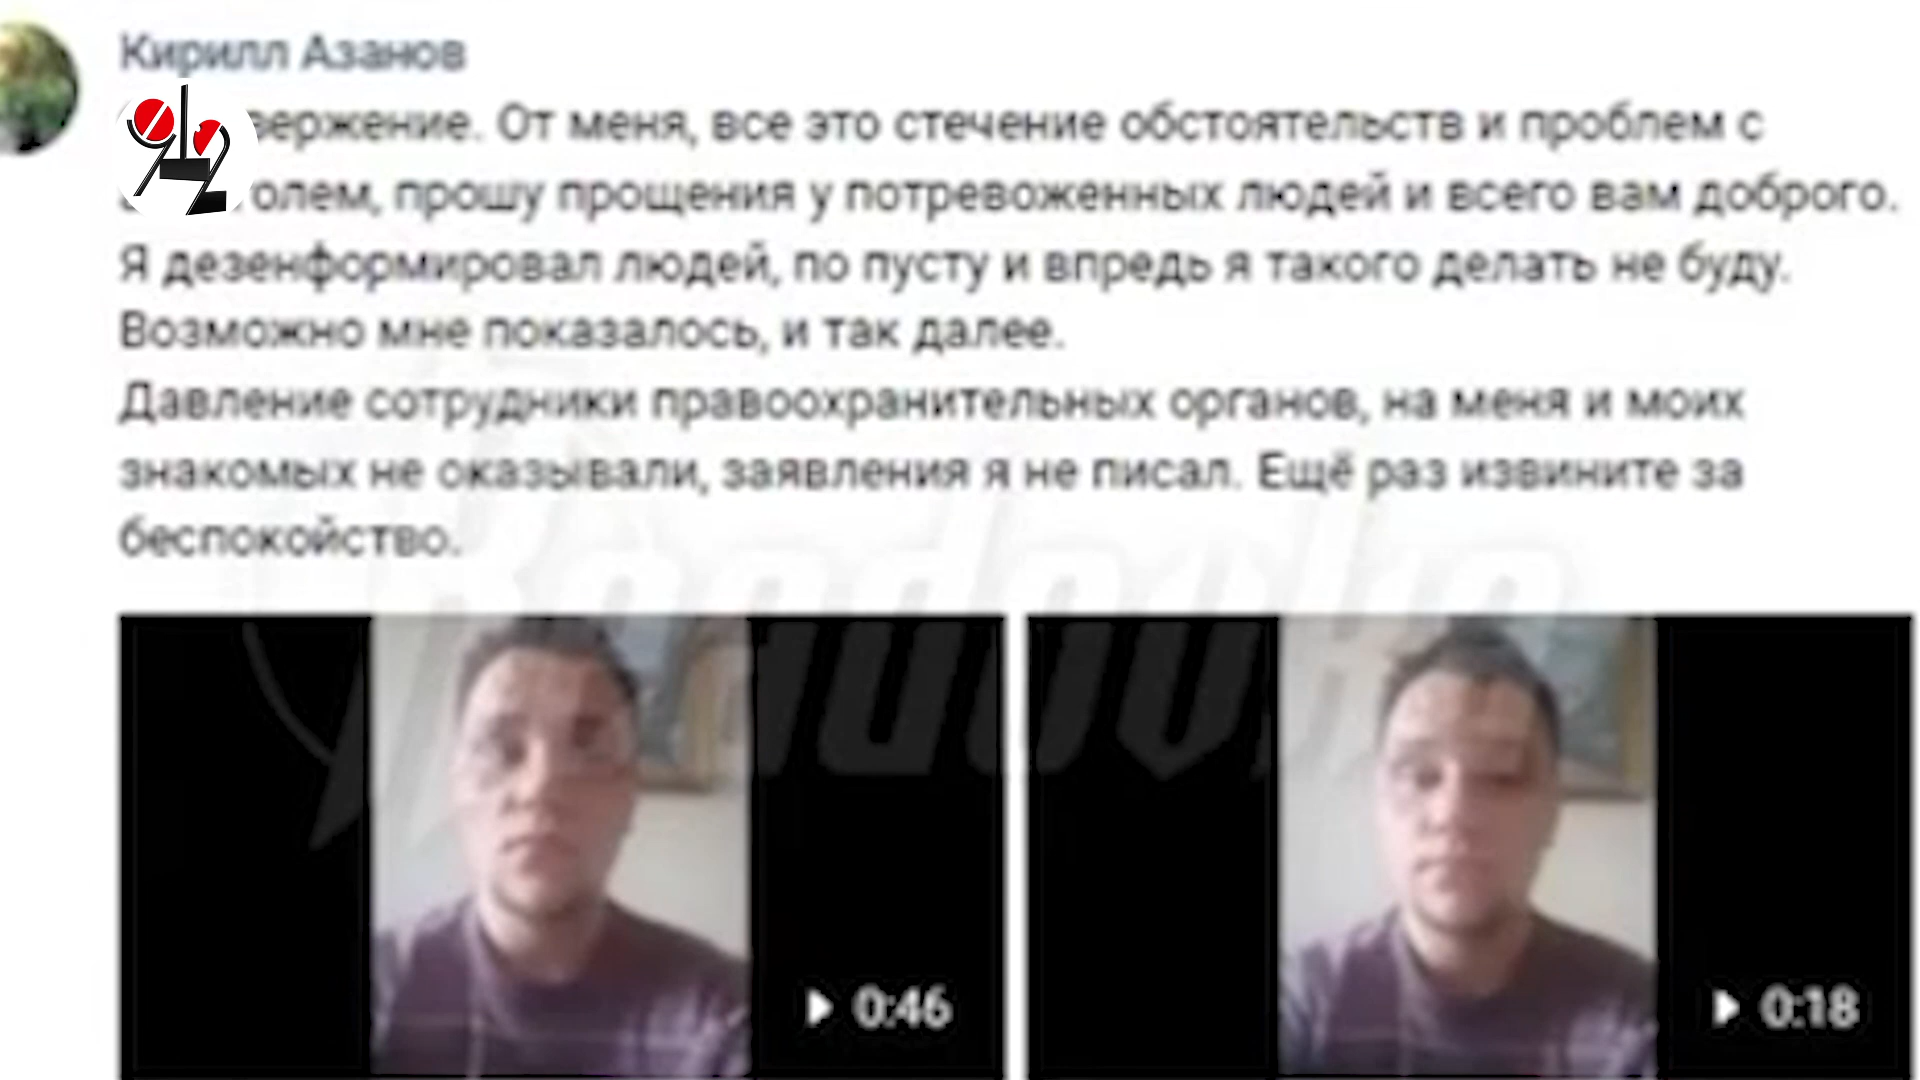 Кирилл Азанов
вержение. От меня, все это стечение обстоятельств и проблем с
олем, прошу прощения у потревоженных людей и всего вам доброго.
Я дезенформировал людей, по пусту и впредь я такого делать не буду.
Возможно мне показалось, и так далее.
Давление сотрудники правоохранительных органов, на меня и моих
знакомых не оказывали, заявления я не писал. Ещё раз извините за
беспокойство.
Readovka
0:46
0:18